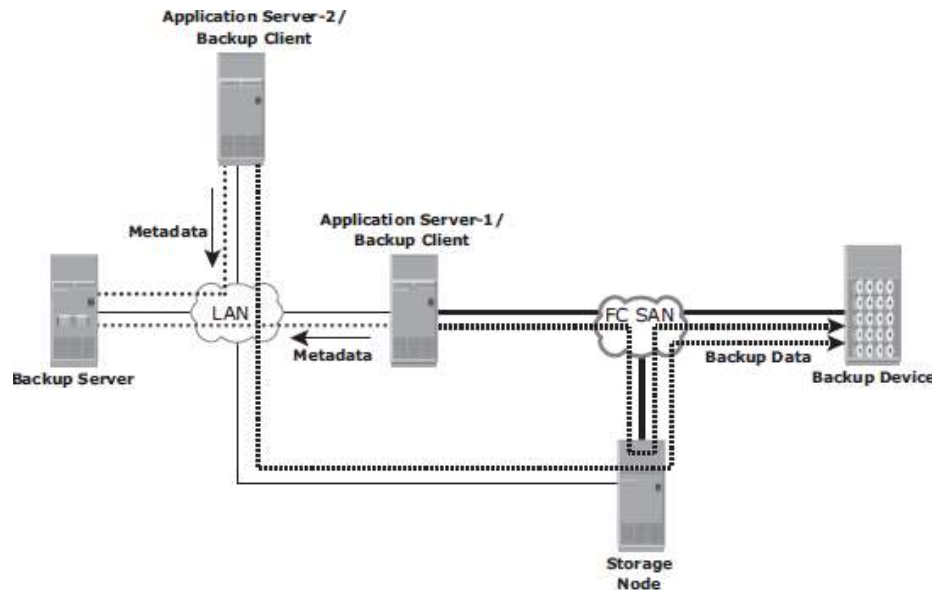 Application Server-2/
Backup Client
Metadata
Application Server-1/
Backup Client
LAN
FC SAN
Metadata
Backup Data
Backup Server
Backup Device
Storage
Node